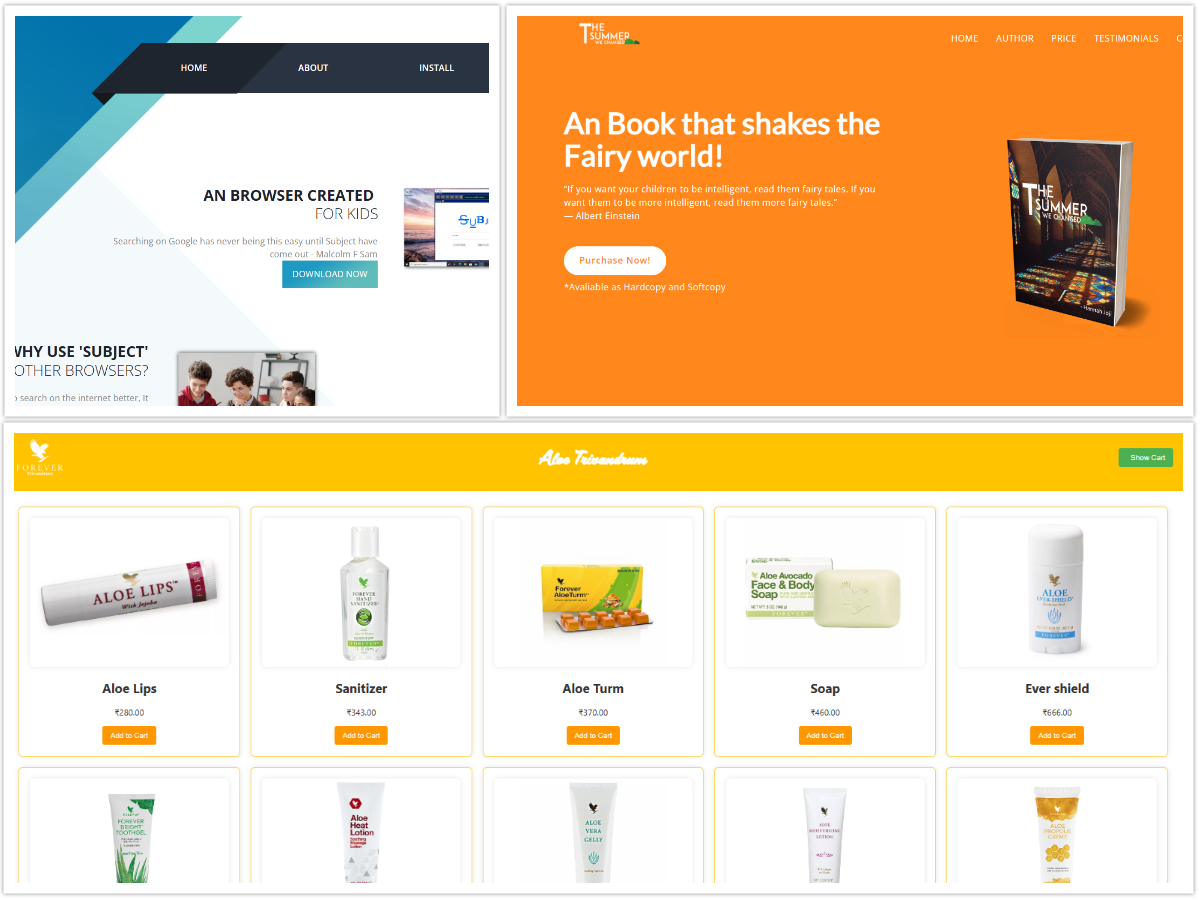 HOME ABOUT INSTALL
AN BROWSER CREATED
FOR KIDS
Searching on Google has never being this easy until Subject have
come out - Malcolm F Sam
DOWNLOAD NOW
WHY USE 'SUBJECT'
OTHER BROWSERS?
search on the internet better, It
THE
SUMMER
WE CHANGED
HOME AUTHOR PRICE TESTIMONIALS C
An Book that shakes the
Fairy world!
"If you want your children to be intelligent, read them fairy tales. If you
want them to be more intelligent, read them more fairy tales."
— Albert Einstein
Purchase Now!
*Avaliable as Hardcopy and Softcopy
THE
SUMMER
WE CHANGED
- Hannah Joji
FOREVER
Aloe Trivandrum
Show Cart
ALOE LIPS™
With Jojoba
FOREVER
HAND
SANITIZER
Forever
AloeTurm™
Aloe Avocado
Face & Body
Soap
ALOE
EVER-SHIELD
FOREVER
Aloe Lips
₹280.00
Add to Cart
Sanitizer
₹343.00
Add to Cart
Aloe Turm
₹370.00
Add to Cart
Soap
₹460.00
Add to Cart
Ever shield
₹666.00
Add to Cart
FOREVER
BRIGHT
TOOTHGEL
Aloe
Heat
Lotion
ALOE
VERA
GELLY
ALOE
MOISTURIZING
LOTION
ALOE
PROPOLIS
CREME